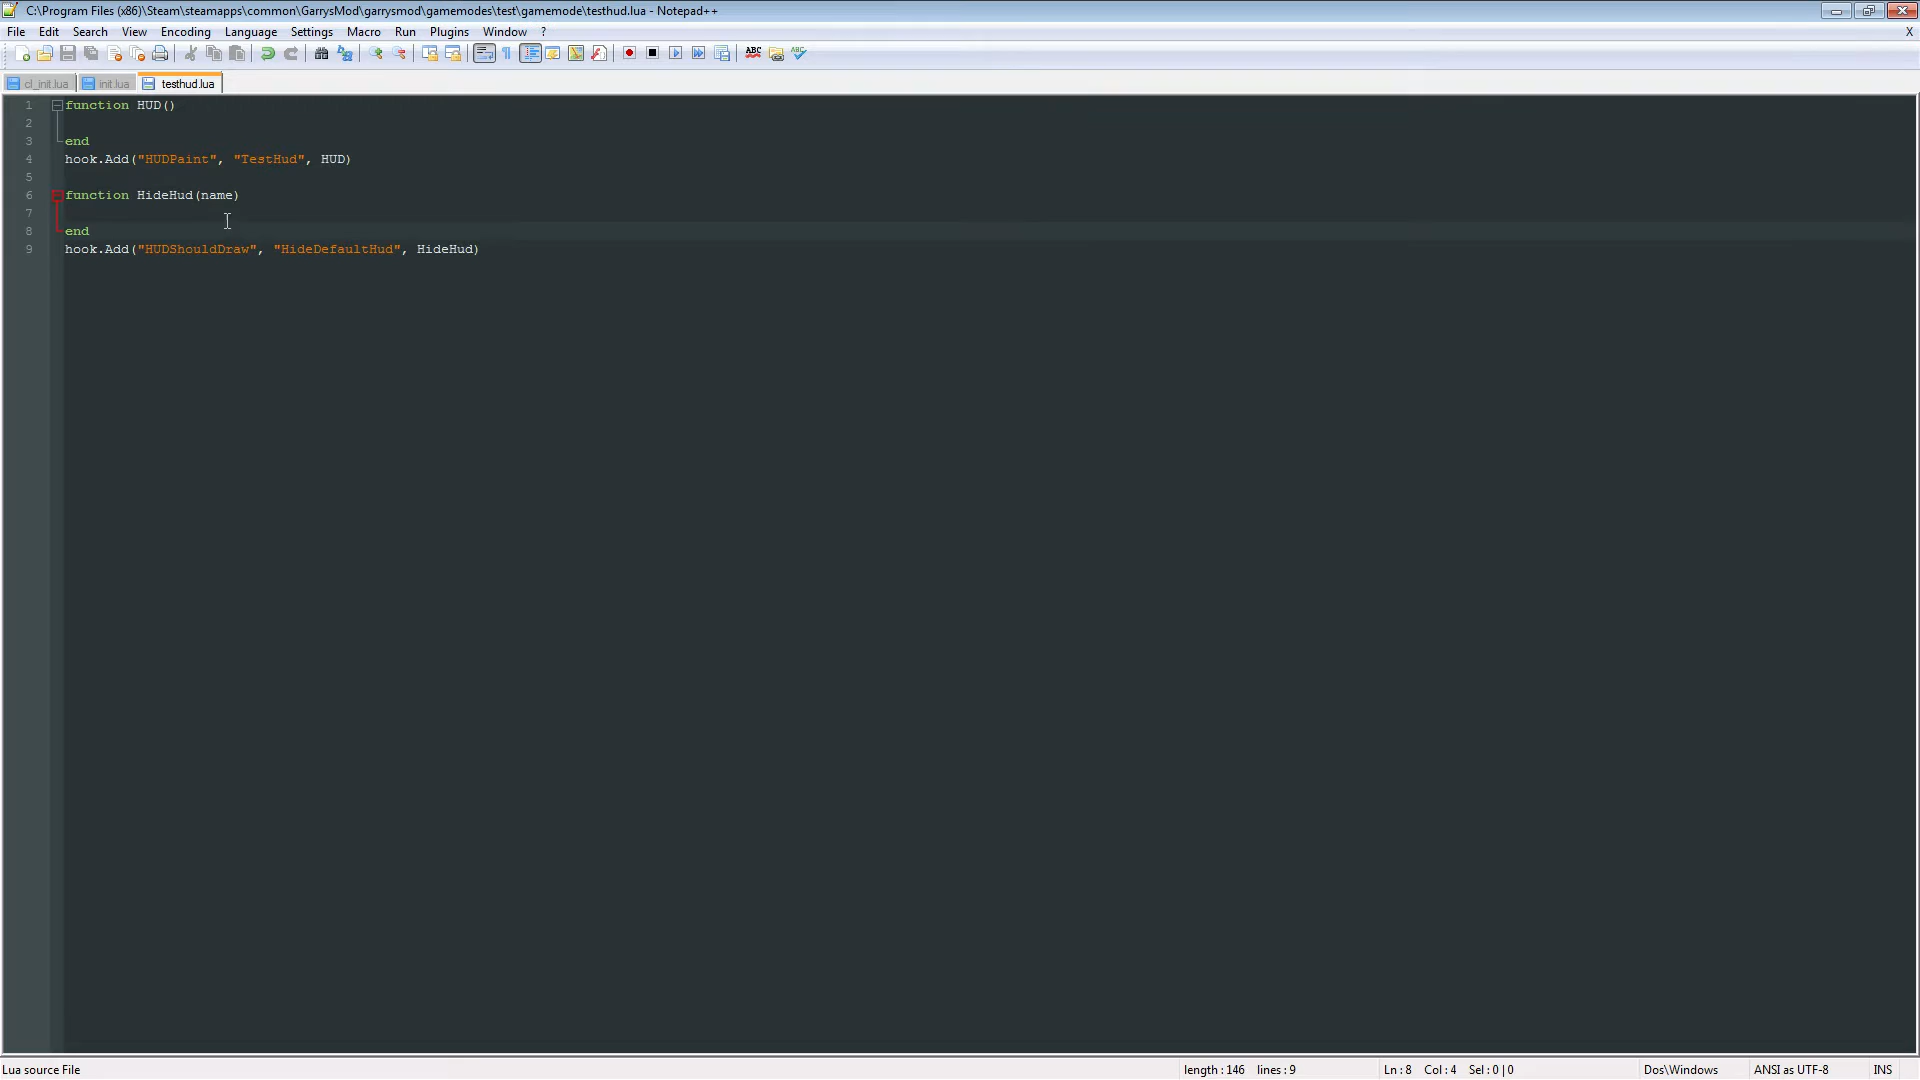 C:\Program Files (x86)\Steam\steamapps\common\GarrysMod\garrysmod\gamemodes\test\gamemode\testhud.lua - Notepad++
File Edit Search View Encoding Language Settings Macro Run Plugins Window ? X
cl_init.lua init.lua testhud.lua
1 function HUD()
2
3 end
4 hook.Add("HUDPaint", "TestHud", HUD)
5
6 function HideHud(name)
7
8 end
9 hook.Add("HUDShouldDraw", "HideDefaultHud", HideHud)
Lua source File length : 146 lines : 9 Ln : 8 Col : 4 Sel : 0 | 0 Dos\Windows ANSI as UTF-8 INS